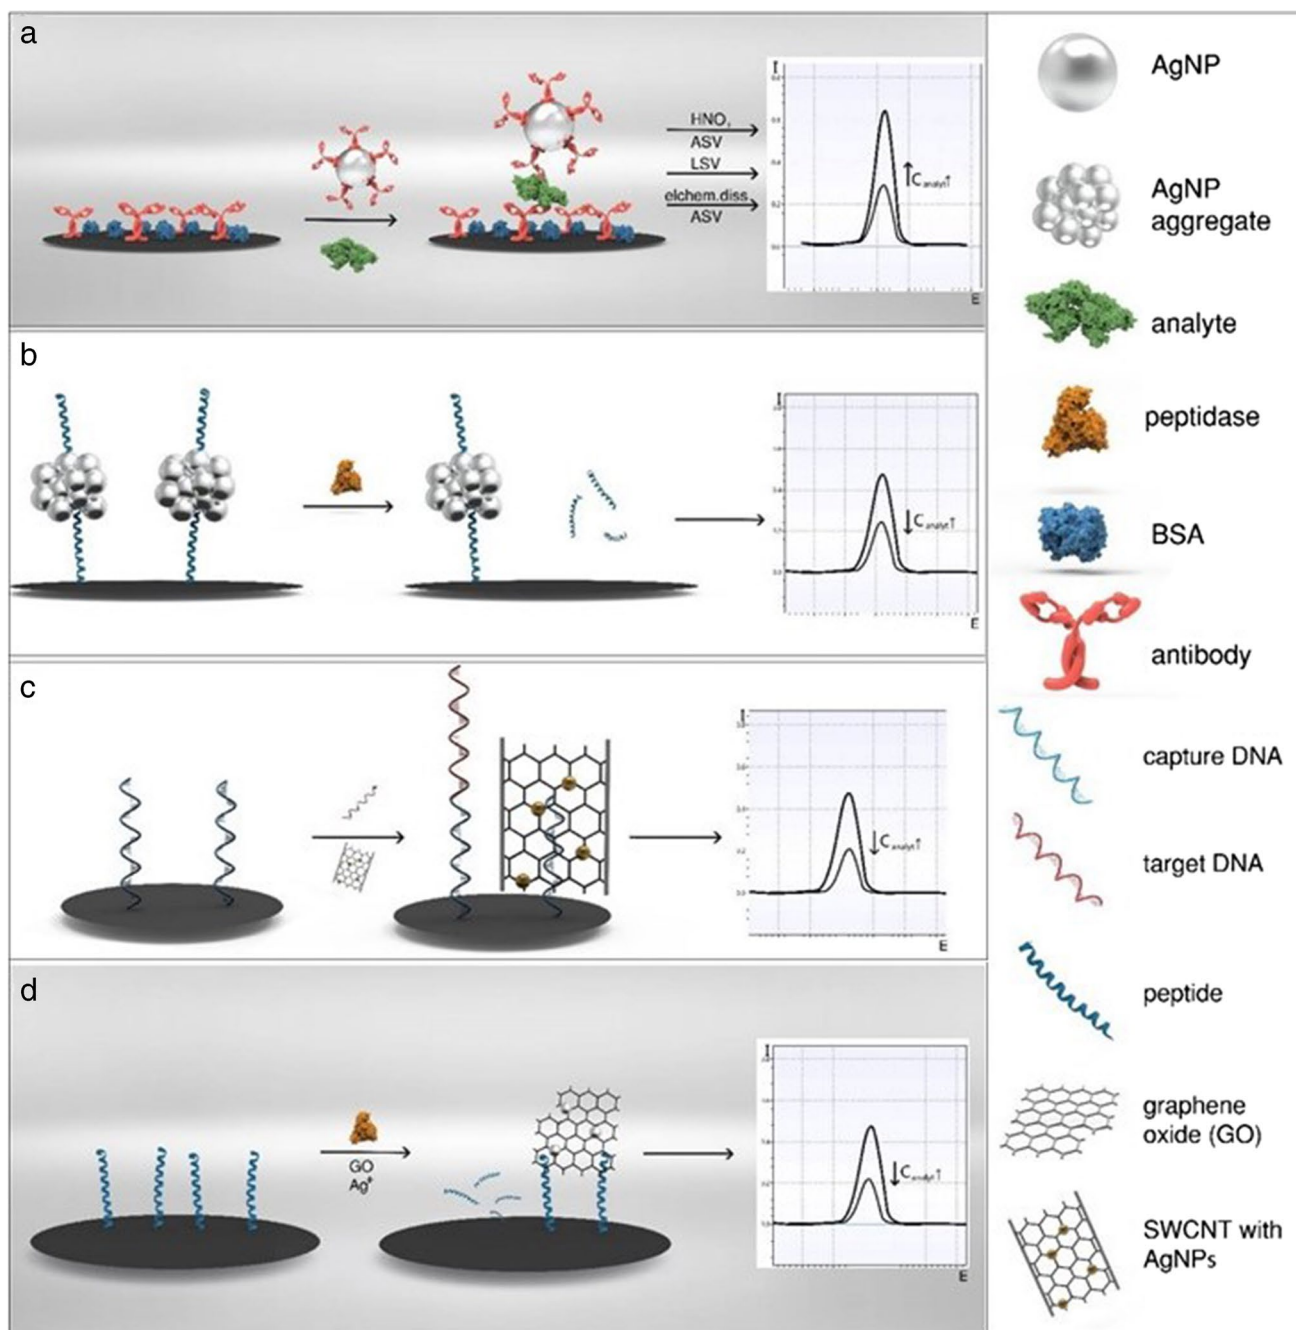 a
HNO₃
ASV
LSV
elchem.diss
ASV
I
↑Canalyt↑
E
b
I
↓Canalyt↑
E
c
I
↓Canalyt↑
E
d
GO
Ag⁺
I
↓Canalyt↑
E
AgNP
AgNP
aggregate
analyte
peptidase
BSA
antibody
capture DNA
target DNA
peptide
graphene
oxide (GO)
SWCNT with
AgNPs